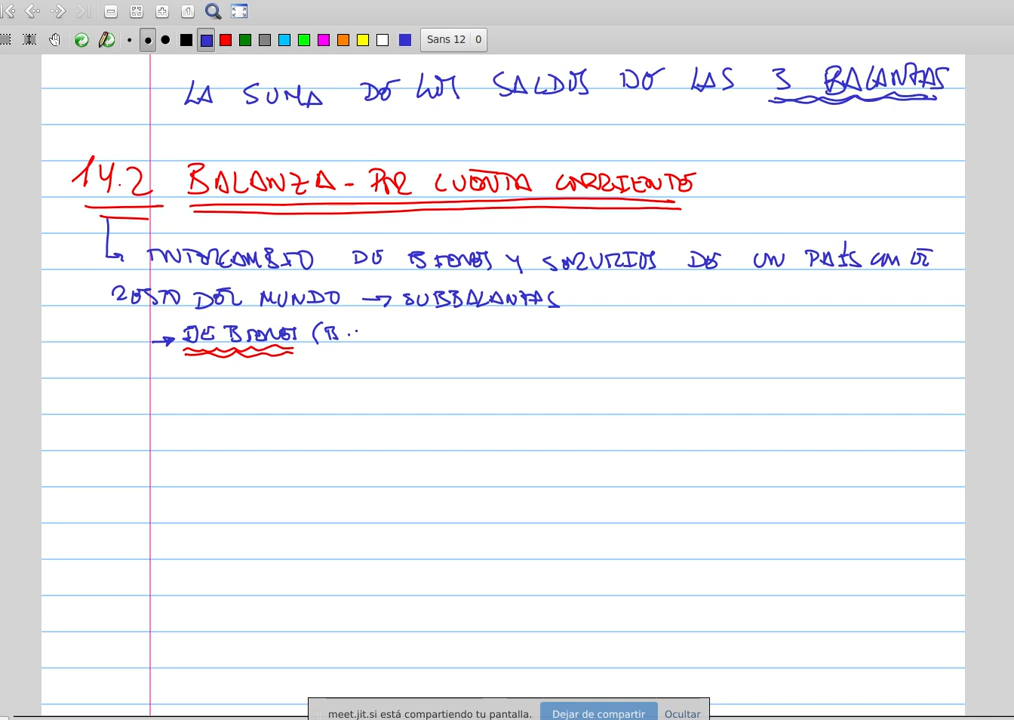 Sans 12 0
LA SUMA DE LOS SALDOS DE LAS 3 BALANZAS
14.2 BALANZA - POR CUENTA CORRIENTE
INTERCAMBIO DE BIENES Y SERVICIOS DE UN PAÍS CON EL
RESTO DEL MUNDO → SUBBALANZAS
→ DE BIENES (B..
meet.jit.si está compartiendo tu pantalla. Dejar de compartir Ocultar